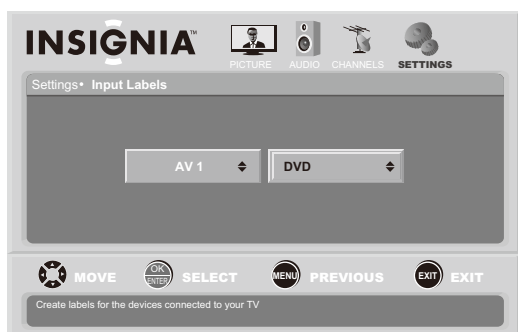 INSIGNIA™
PICTURE AUDIO CHANNELS SETTINGS
Settings• Input Labels
AV 1 DVD
MOVE OK ENTER SELECT MENU PREVIOUS EXIT EXIT
Create labels for the devices connected to your TV